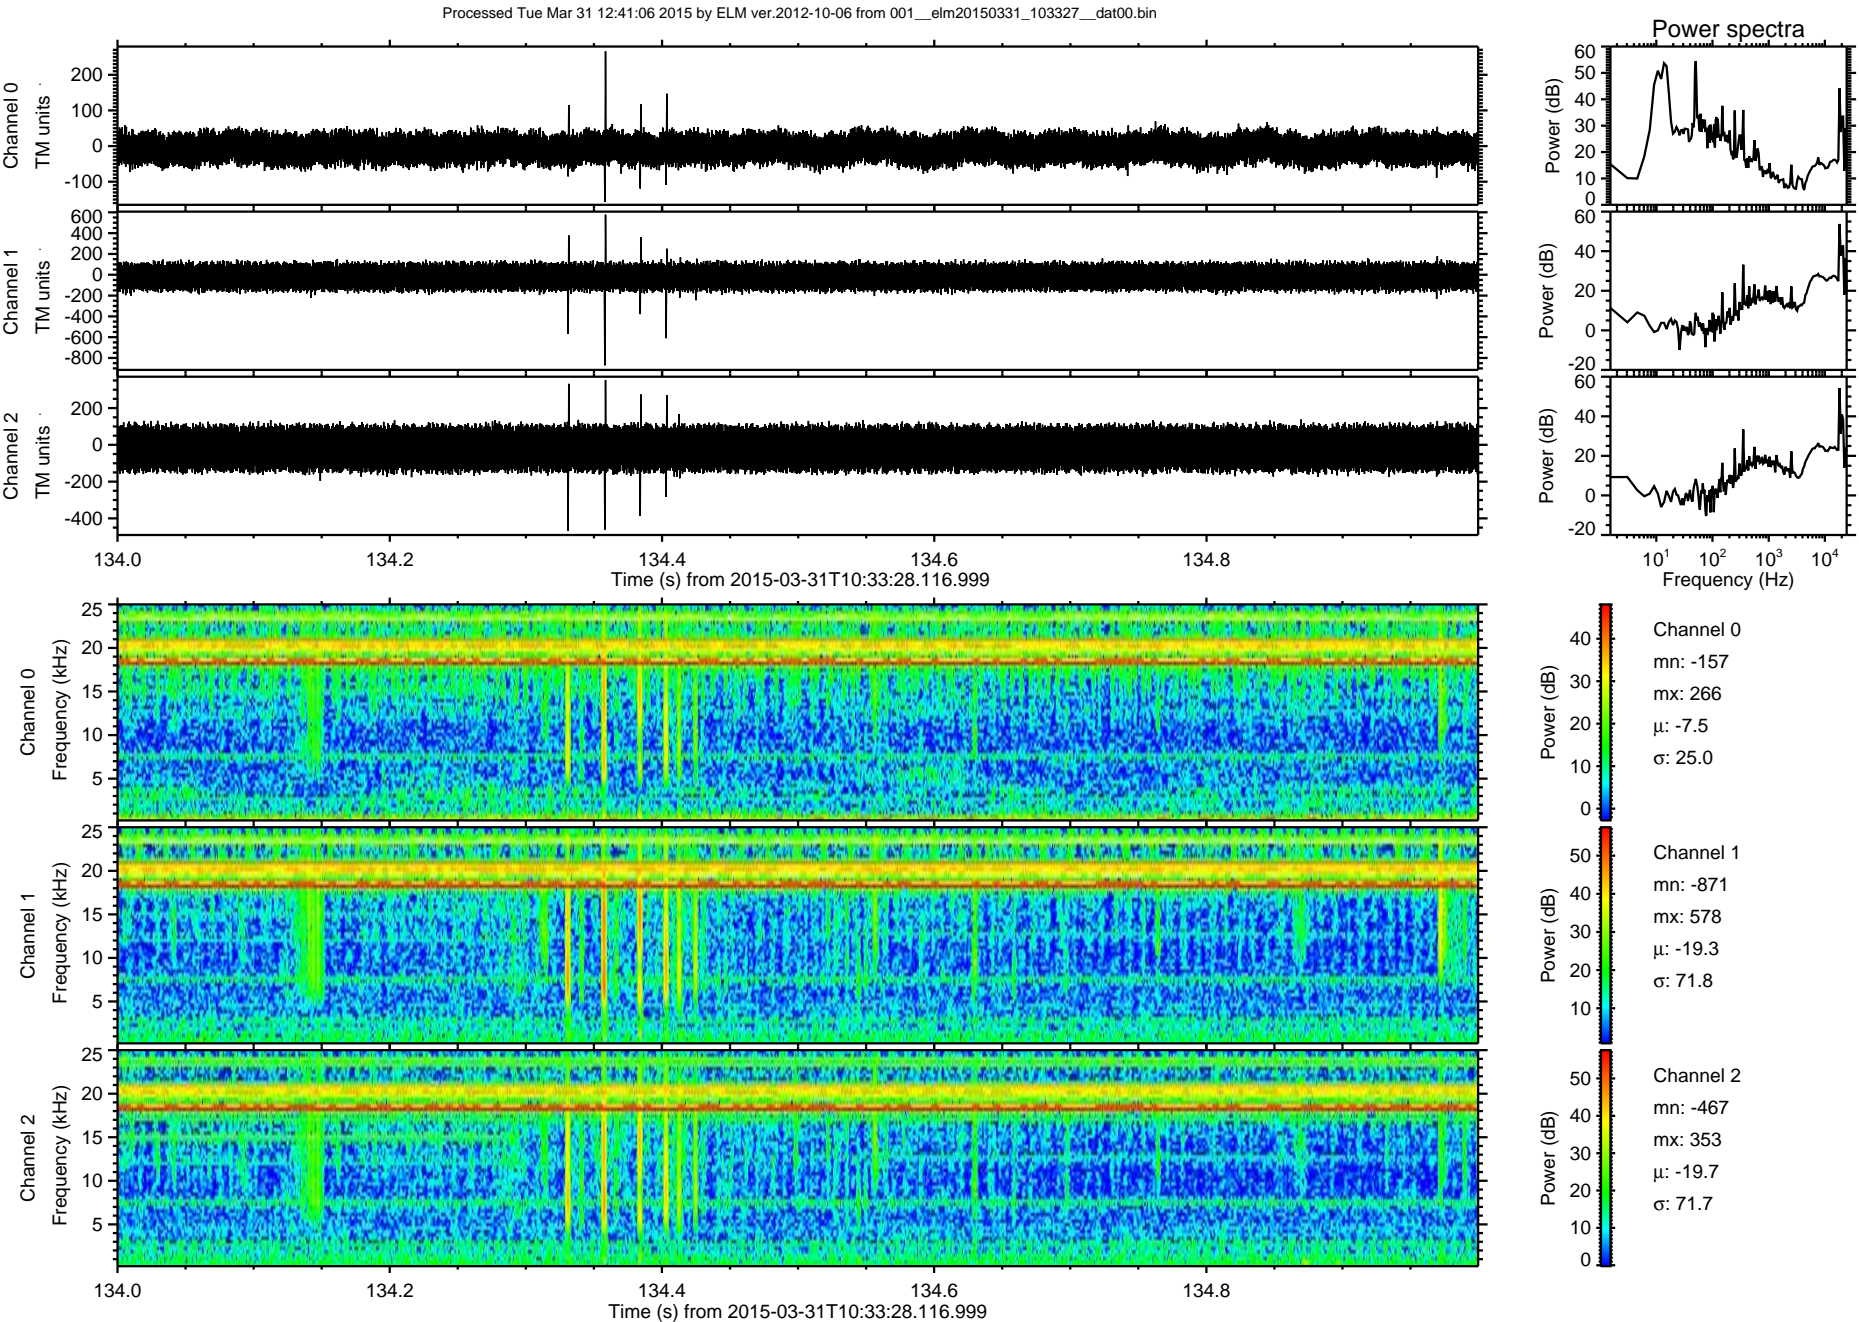 Processed Tue Mar 31 12:41:06 2015 by ELM ver.2012-10-06 from 001__elm20150331_103327__dat00.bin
Power spectra
Channel 0
TM units
200
100
0
-100
Power (dB)
60
50
40
30
20
10
0
Channel 1
TM units
600
400
200
0
-200
-400
-600
-800
Power (dB)
60
40
20
0
-20
Channel 2
TM units
200
0
-200
-400
Power (dB)
60
40
20
0
-20
134.0
134.2
134.4
134.6
134.8
Time (s) from 2015-03-31T10:33:28.116.999
10¹
10²
10³
10⁴
Frequency (Hz)
Channel 0
Frequency (kHz)
25
20
15
10
5
Power (dB)
40
30
20
10
0
Channel 0
mn: -157
mx: 266
μ: -7.5
σ: 25.0
Channel 1
Frequency (kHz)
25
20
15
10
5
Power (dB)
50
40
30
20
10
Channel 1
mn: -871
mx: 578
μ: -19.3
σ: 71.8
Channel 2
Frequency (kHz)
25
20
15
10
5
Power (dB)
50
40
30
20
10
0
Channel 2
mn: -467
mx: 353
μ: -19.7
σ: 71.7
134.0
134.2
134.4
134.6
134.8
Time (s) from 2015-03-31T10:33:28.116.999